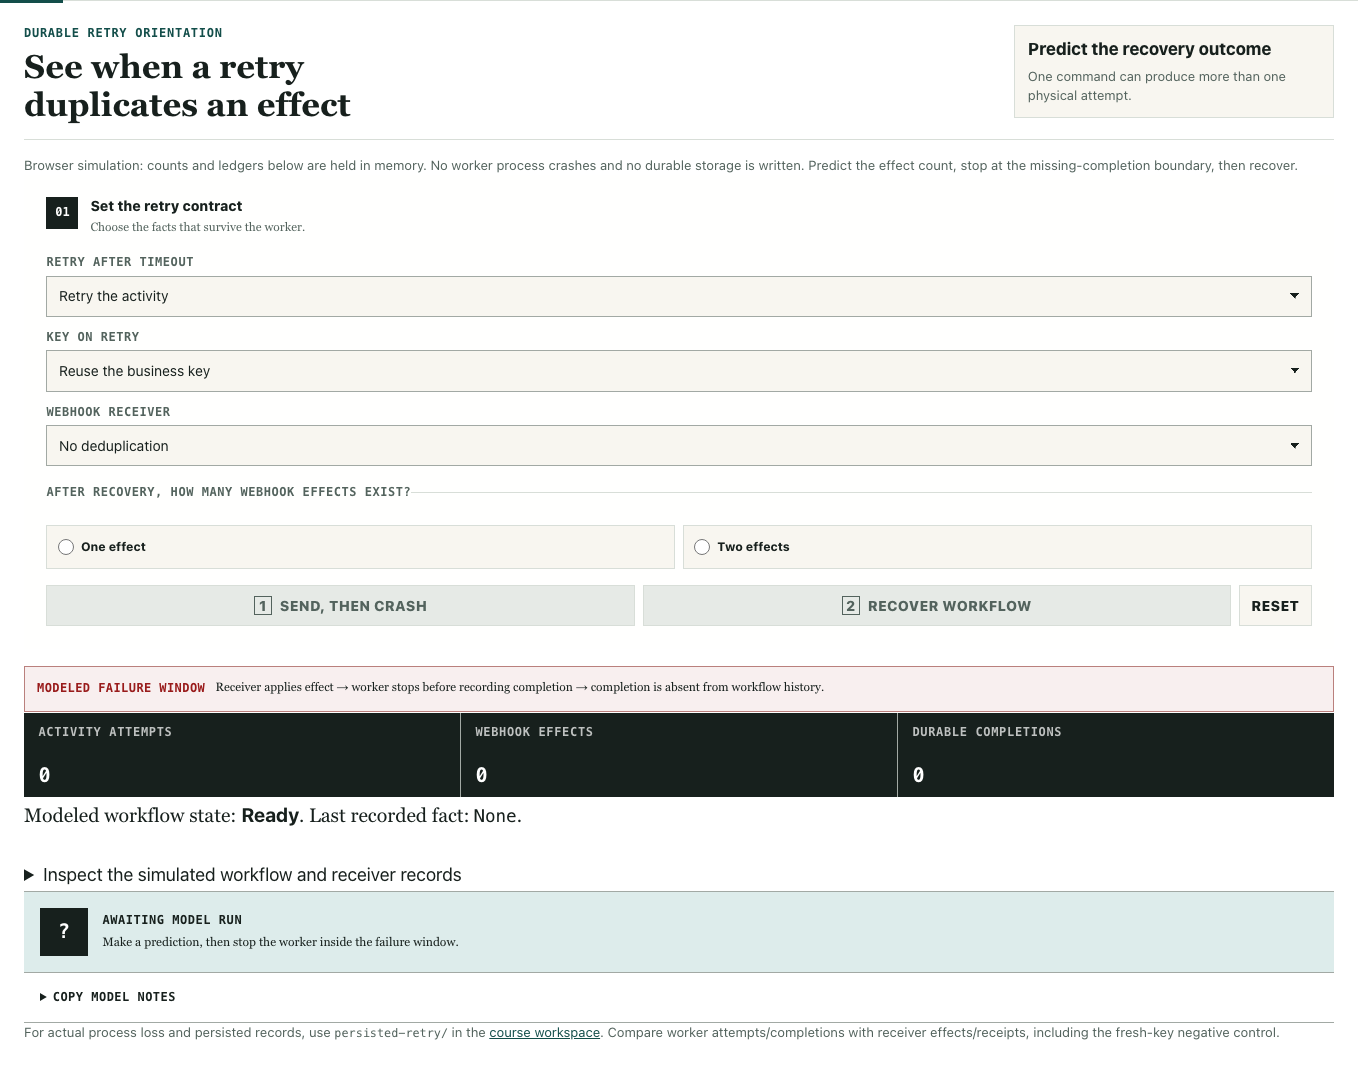 DURABLE RETRY ORIENTATION
See when a retry
duplicates an effect
Predict the recovery outcome
One command can produce more than one
physical attempt.
Browser simulation: counts and ledgers below are held in memory. No worker process crashes and no durable storage is written. Predict the effect count, stop at the missing-completion boundary, then recover.
01
Set the retry contract
Choose the facts that survive the worker.
RETRY AFTER TIMEOUT
Retry the activity
KEY ON RETRY
Reuse the business key
WEBHOOK RECEIVER
No deduplication
AFTER RECOVERY, HOW MANY WEBHOOK EFFECTS EXIST?
One effect
Two effects
1 SEND, THEN CRASH
2 RECOVER WORKFLOW
RESET
MODELED FAILURE WINDOW Receiver applies effect → worker stops before recording completion → completion is absent from workflow history.
ACTIVITY ATTEMPTS
0
WEBHOOK EFFECTS
0
DURABLE COMPLETIONS
0
Modeled workflow state: Ready. Last recorded fact: None.
Inspect the simulated workflow and receiver records
?
AWAITING MODEL RUN
Make a prediction, then stop the worker inside the failure window.
COPY MODEL NOTES
For actual process loss and persisted records, use persisted-retry/ in the course workspace. Compare worker attempts/completions with receiver effects/receipts, including the fresh-key negative control.